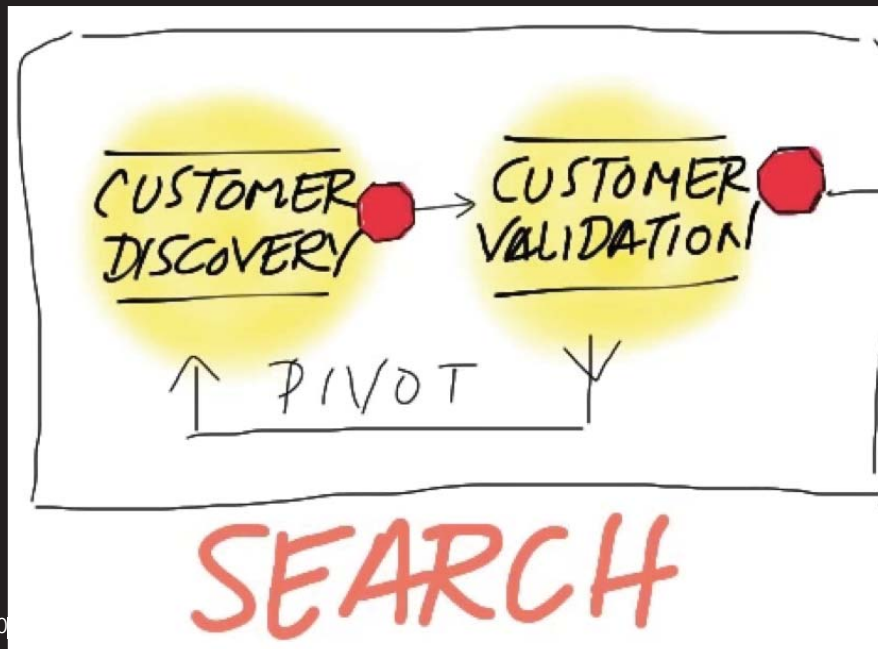 CUSTOMER
DISCOVERY
CUSTOMER
VALIDATION
PIVOT
SEARCH